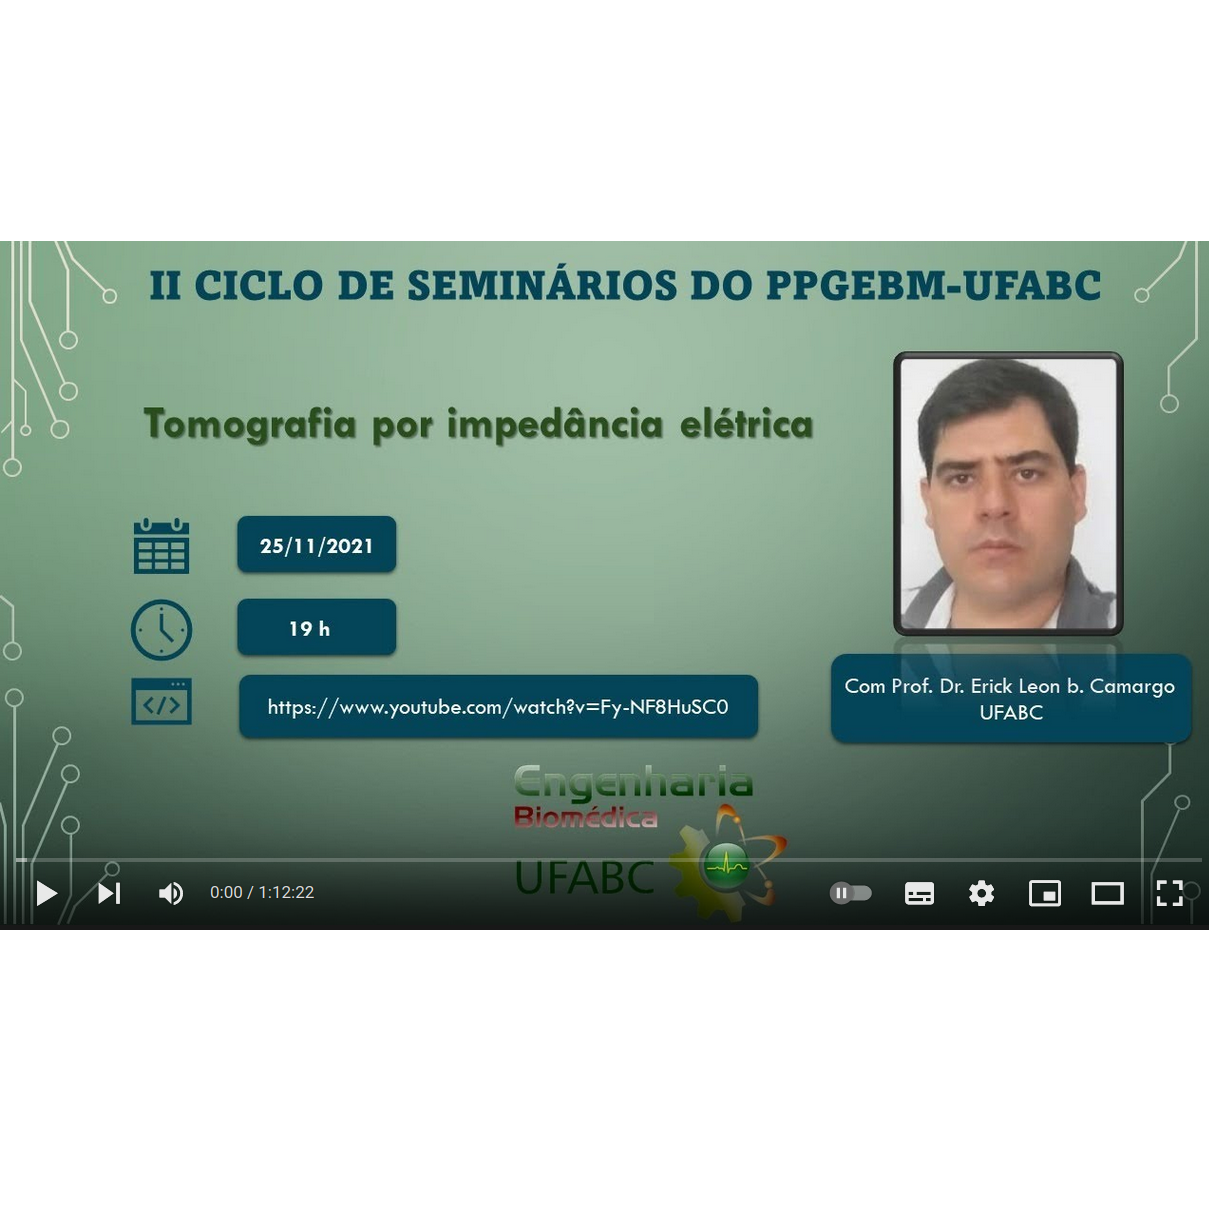 II CICLO DE SEMINÁRIOS DO PPGEBM-UFABC
Tomografia por impedância elétrica
25/11/2021
19 h
</>
https://www.youtube.com/watch?v=Fy-NF8HuSC0
Com Prof. Dr. Erick Leon b. Camargo
UFABC
Engenharia
Biomédica
UFABC
0:00 / 1:12:22